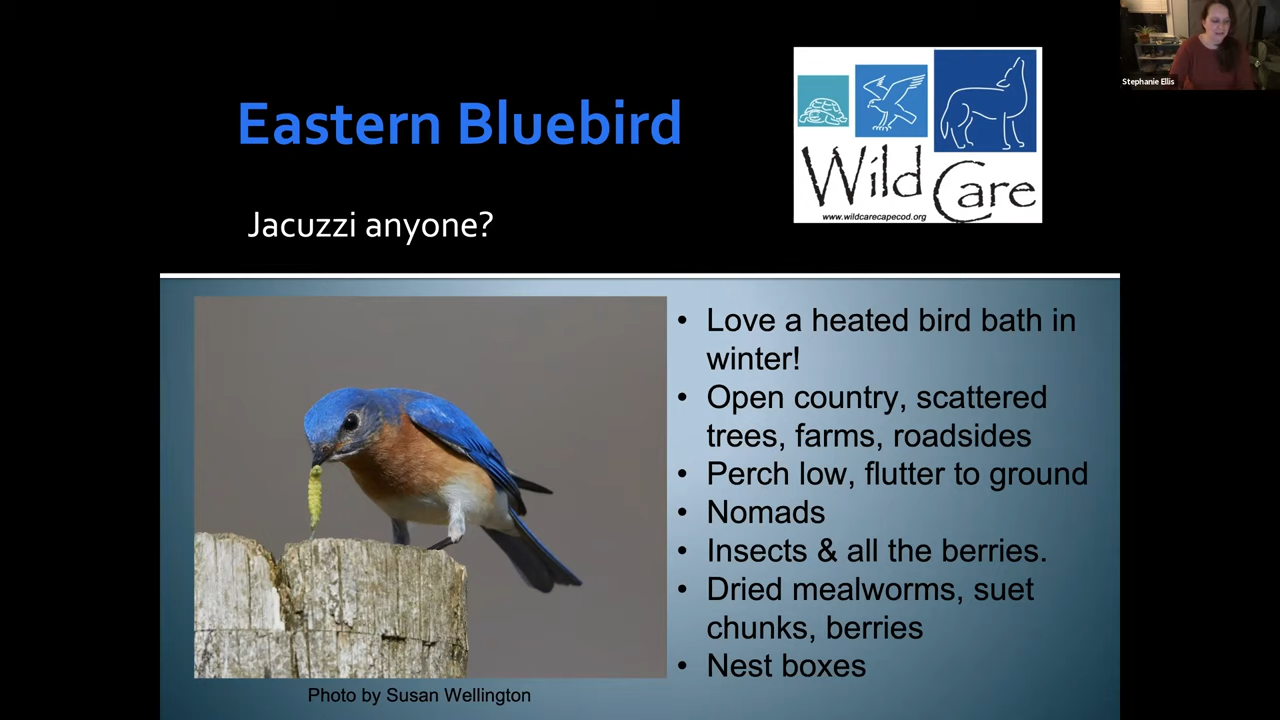 Stephanie Ellis
Eastern Bluebird
Jacuzzi anyone?
Wild Care
www.wildcarecapecod.org
• Love a heated bird bath in
winter!
• Open country, scattered
trees, farms, roadsides
• Perch low, flutter to ground
• Nomads
• Insects & all the berries.
• Dried mealworms, suet
chunks, berries
• Nest boxes
Photo by Susan Wellington